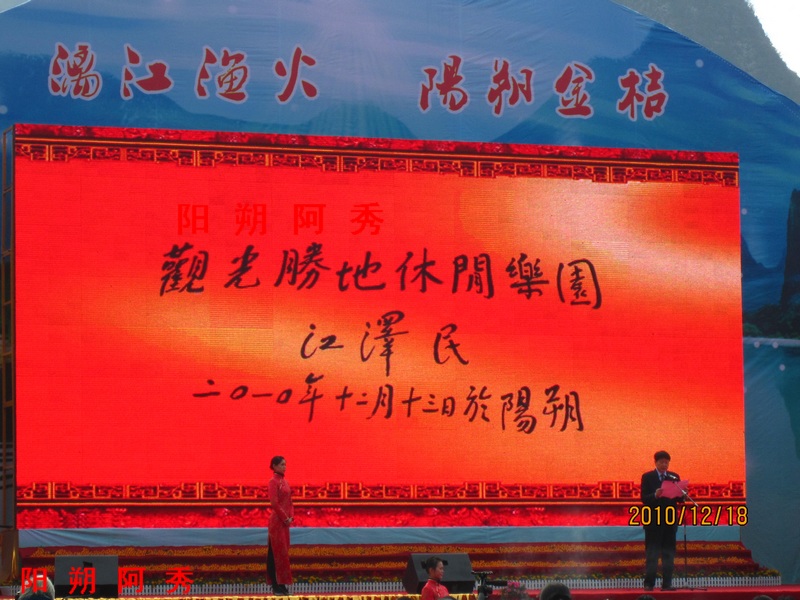 漓江渔火 陽朔金桔
阳朔阿秀
觀光勝地休閒樂園
江澤民
二〇一〇年十二月十三日於陽朔
2010/12/18
阳朔阿秀